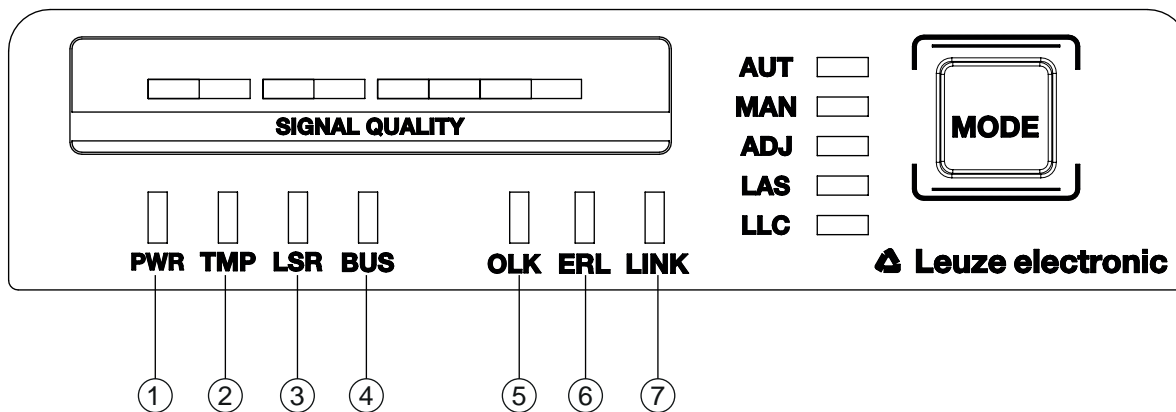 SIGNAL QUALITY
AUT
MAN
ADJ
LAS
LLC
MODE
PWR TMP LSR BUS OLK ERL LINK
Leuze electronic
1 2 3 4 5 6 7